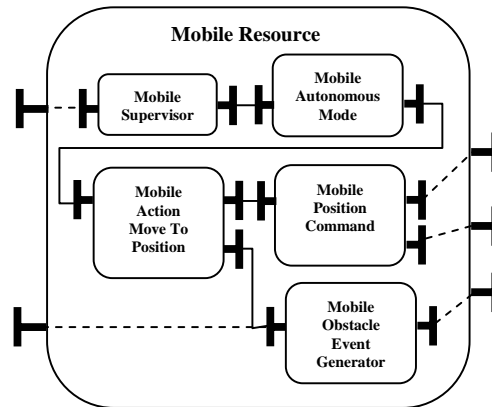 Mobile Resource
Mobile
Supervisor
Mobile
Autonomous
Mode
Mobile
Action
Move To
Position
Mobile
Position
Command
Mobile
Obstacle
Event
Generator